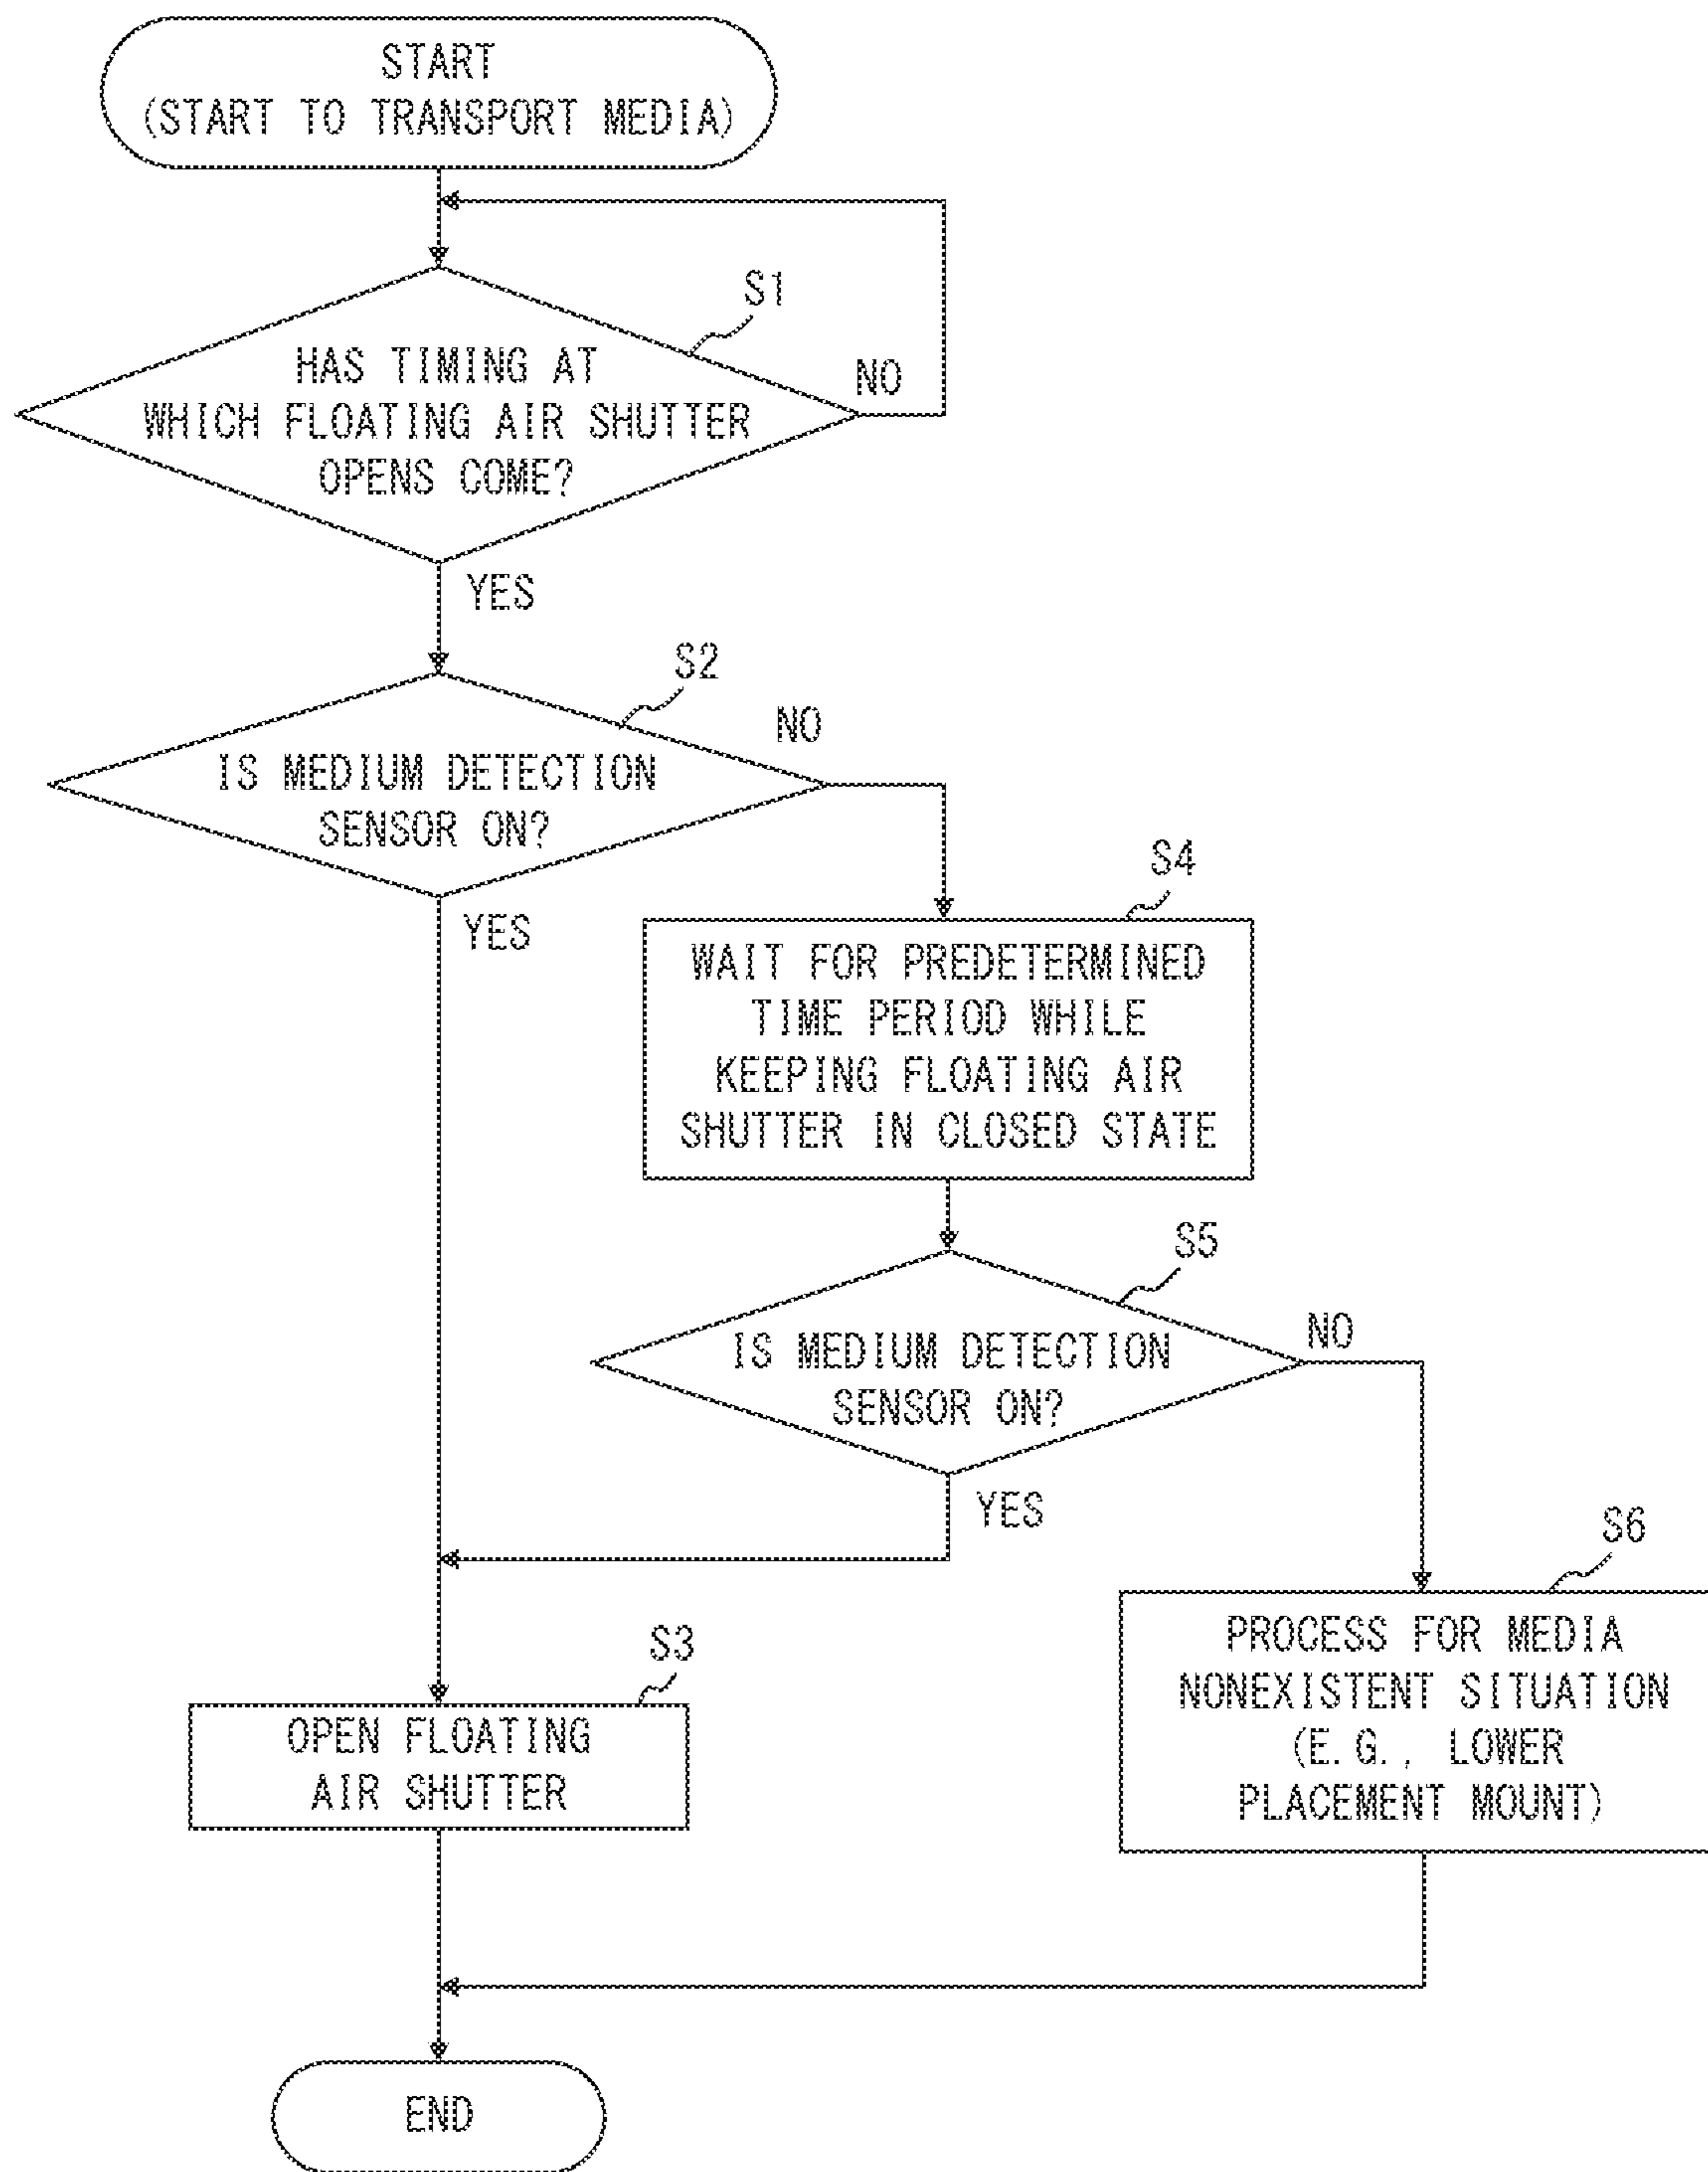 START
(START TO TRANSPORT MEDIA)
S1
HAS TIMING AT
WHICH FLOATING AIR SHUTTER
OPENS COME?
NO
YES
S2
NO
IS MEDIUM DETECTION
SENSOR ON?
YES
S4
WAIT FOR PREDETERMINED
TIME PERIOD WHILE
KEEPING FLOATING AIR
SHUTTER IN CLOSED STATE
S5
NO
IS MEDIUM DETECTION
SENSOR ON?
YES
S6
PROCESS FOR MEDIA
NONEXISTENT SITUATION
(E.G., LOWER
PLACEMENT MOUNT)
S3
OPEN FLOATING
AIR SHUTTER
END